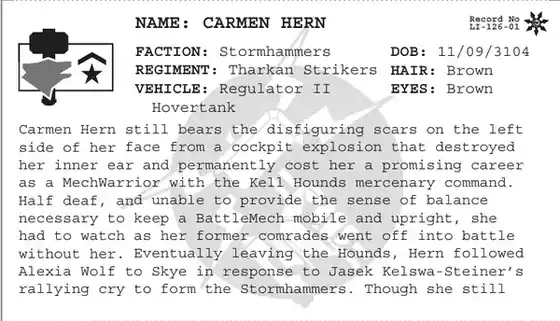 NAME: CARMEN HERN
Record No
LI-126-01
FACTION: Stormhammers
DOB: 11/09/3104
REGIMENT: Tharkan Strikers
HAIR: Brown
VEHICLE: Regulator II
EYES: Brown
Hovertank
Carmen Hern still bears the disfiguring scars on the left
side of her face from a cockpit explosion that destroyed
her inner ear and permanently cost her a promising career
as a MechWarrior with the Kell Hounds mercenary command.
Half deaf, and unable to provide the sense of balance
necessary to keep a BattleMech mobile and upright, she
had to watch as her former comrades went off into battle
without her. Eventually leaving the Hounds, Hern followed
Alexia Wolf to Skye in response to Jasek Kelswa-Steiner's
rallying cry to form the Stormhammers. Though she still